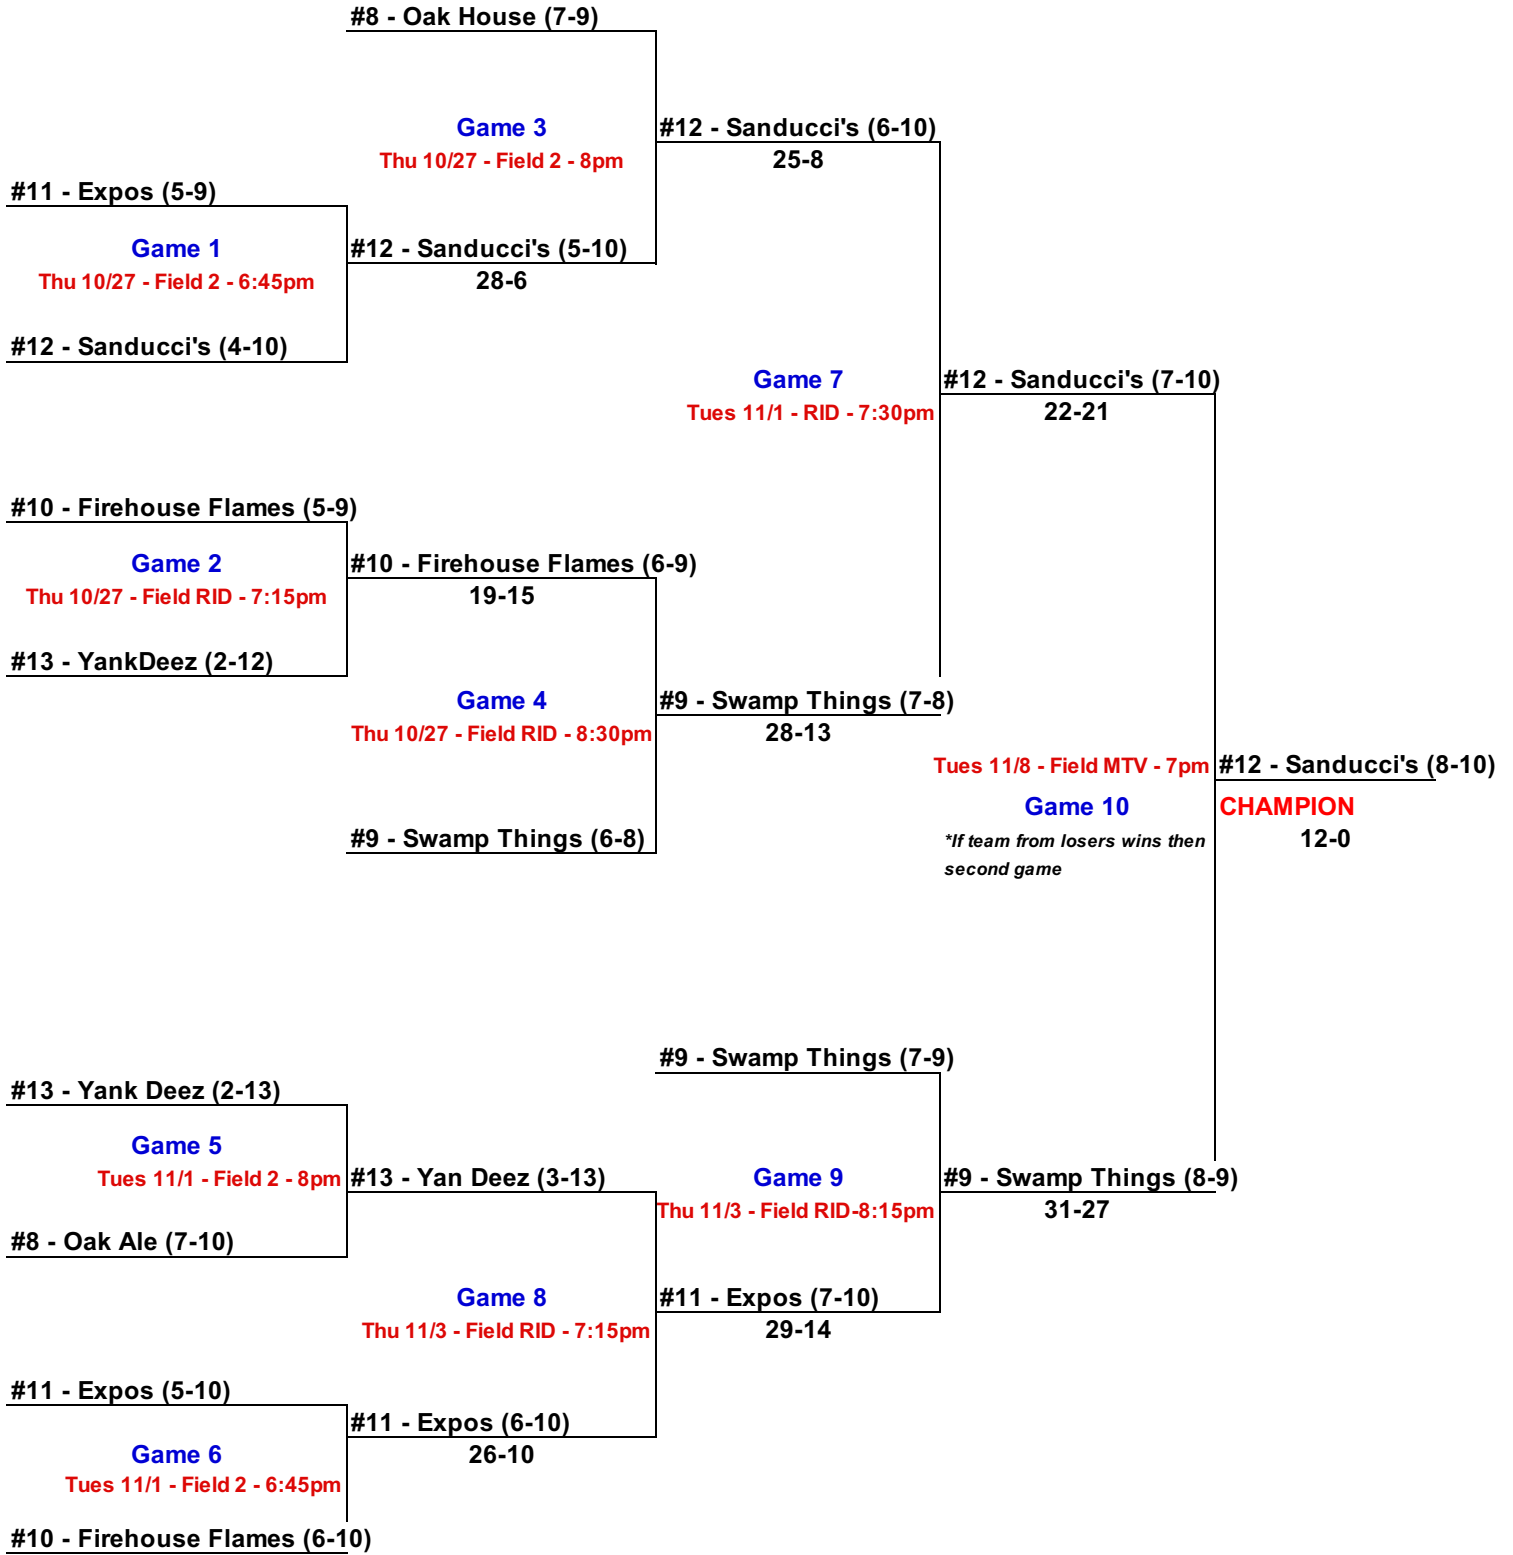 #8 - Oak House (7-9)
Game 3
Thu 10/27 - Field 2 - 8pm
#12 - Sanducci's (6-10)
25-8
#11 - Expos (5-9)
Game 1
Thu 10/27 - Field 2 - 6:45pm
#12 - Sanducci's (5-10)
28-6
#12 - Sanducci's (4-10)
Game 7
Tues 11/1 - RID - 7:30pm
#12 - Sanducci's (7-10)
22-21
#10 - Firehouse Flames (5-9)
Game 2
Thu 10/27 - Field RID - 7:15pm
#10 - Firehouse Flames (6-9)
19-15
#13 - YankDeez (2-12)
Game 4
Thu 10/27 - Field RID - 8:30pm
#9 - Swamp Things (7-8)
28-13
#9 - Swamp Things (6-8)
Tues 11/8 - Field MTV - 7pm
Game 10
*If team from losers wins then
second game
#12 - Sanducci's (8-10)
CHAMPION
12-0
#9 - Swamp Things (7-9)
#13 - Yank Deez (2-13)
Game 5
Tues 11/1 - Field 2 - 8pm
#13 - Yan Deez (3-13)
Game 9
Thu 11/3 - Field RID-8:15pm
#9 - Swamp Things (8-9)
31-27
#8 - Oak Ale (7-10)
Game 8
Thu 11/3 - Field RID - 7:15pm
#11 - Expos (7-10)
29-14
#11 - Expos (5-10)
#11 - Expos (6-10)
26-10
Game 6
Tues 11/1 - Field 2 - 6:45pm
#10 - Firehouse Flames (6-10)